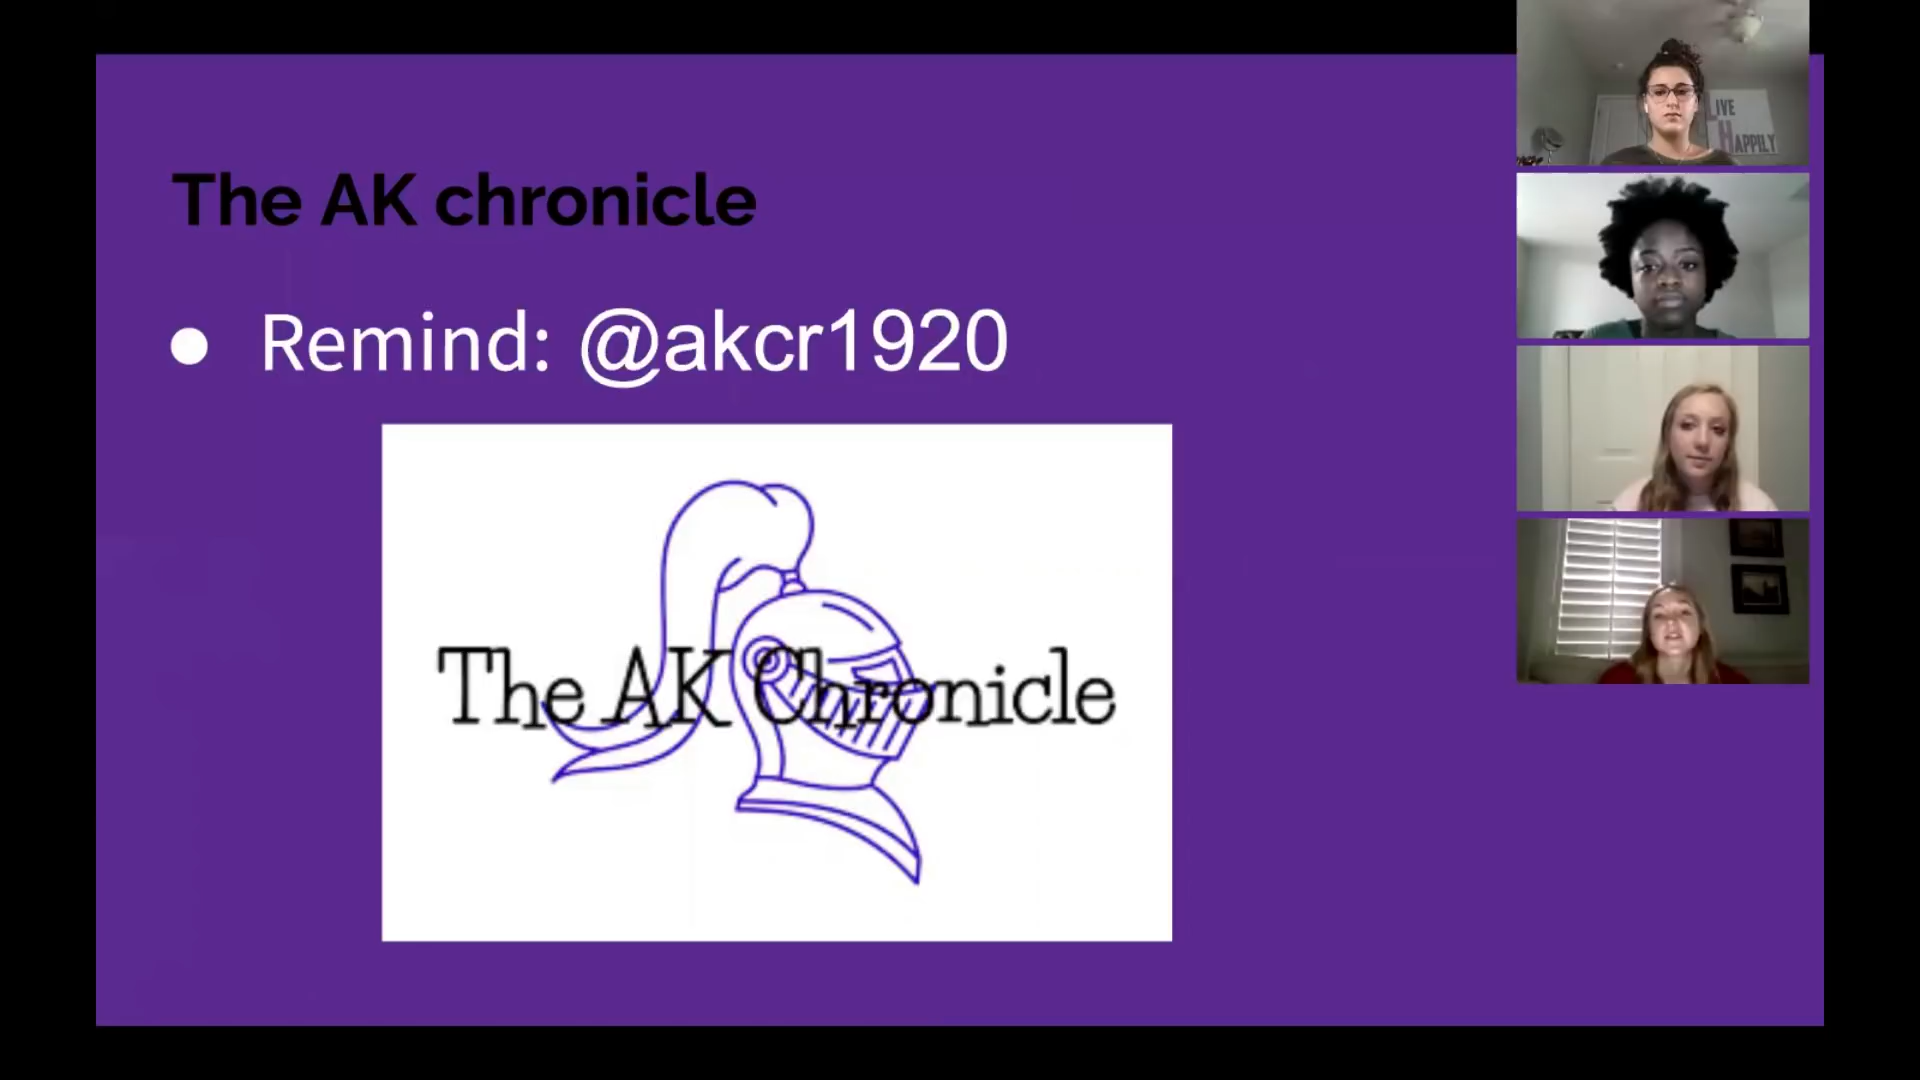 The AK chronicle
● Remind: @akcr1920
The AK Chronicle
LIVE
HAPPILY